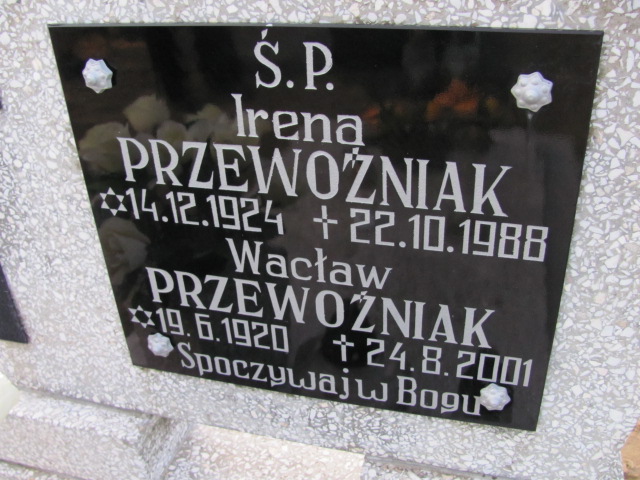 Ś.P.
Irena
PRZEWOŹNIAK
✡14.12.1924 ✝22.10.1988
Wacław
PRZEWOŹNIAK
✡19.6.1920 ✝24.8.2001
Spoczywaj w Bogu